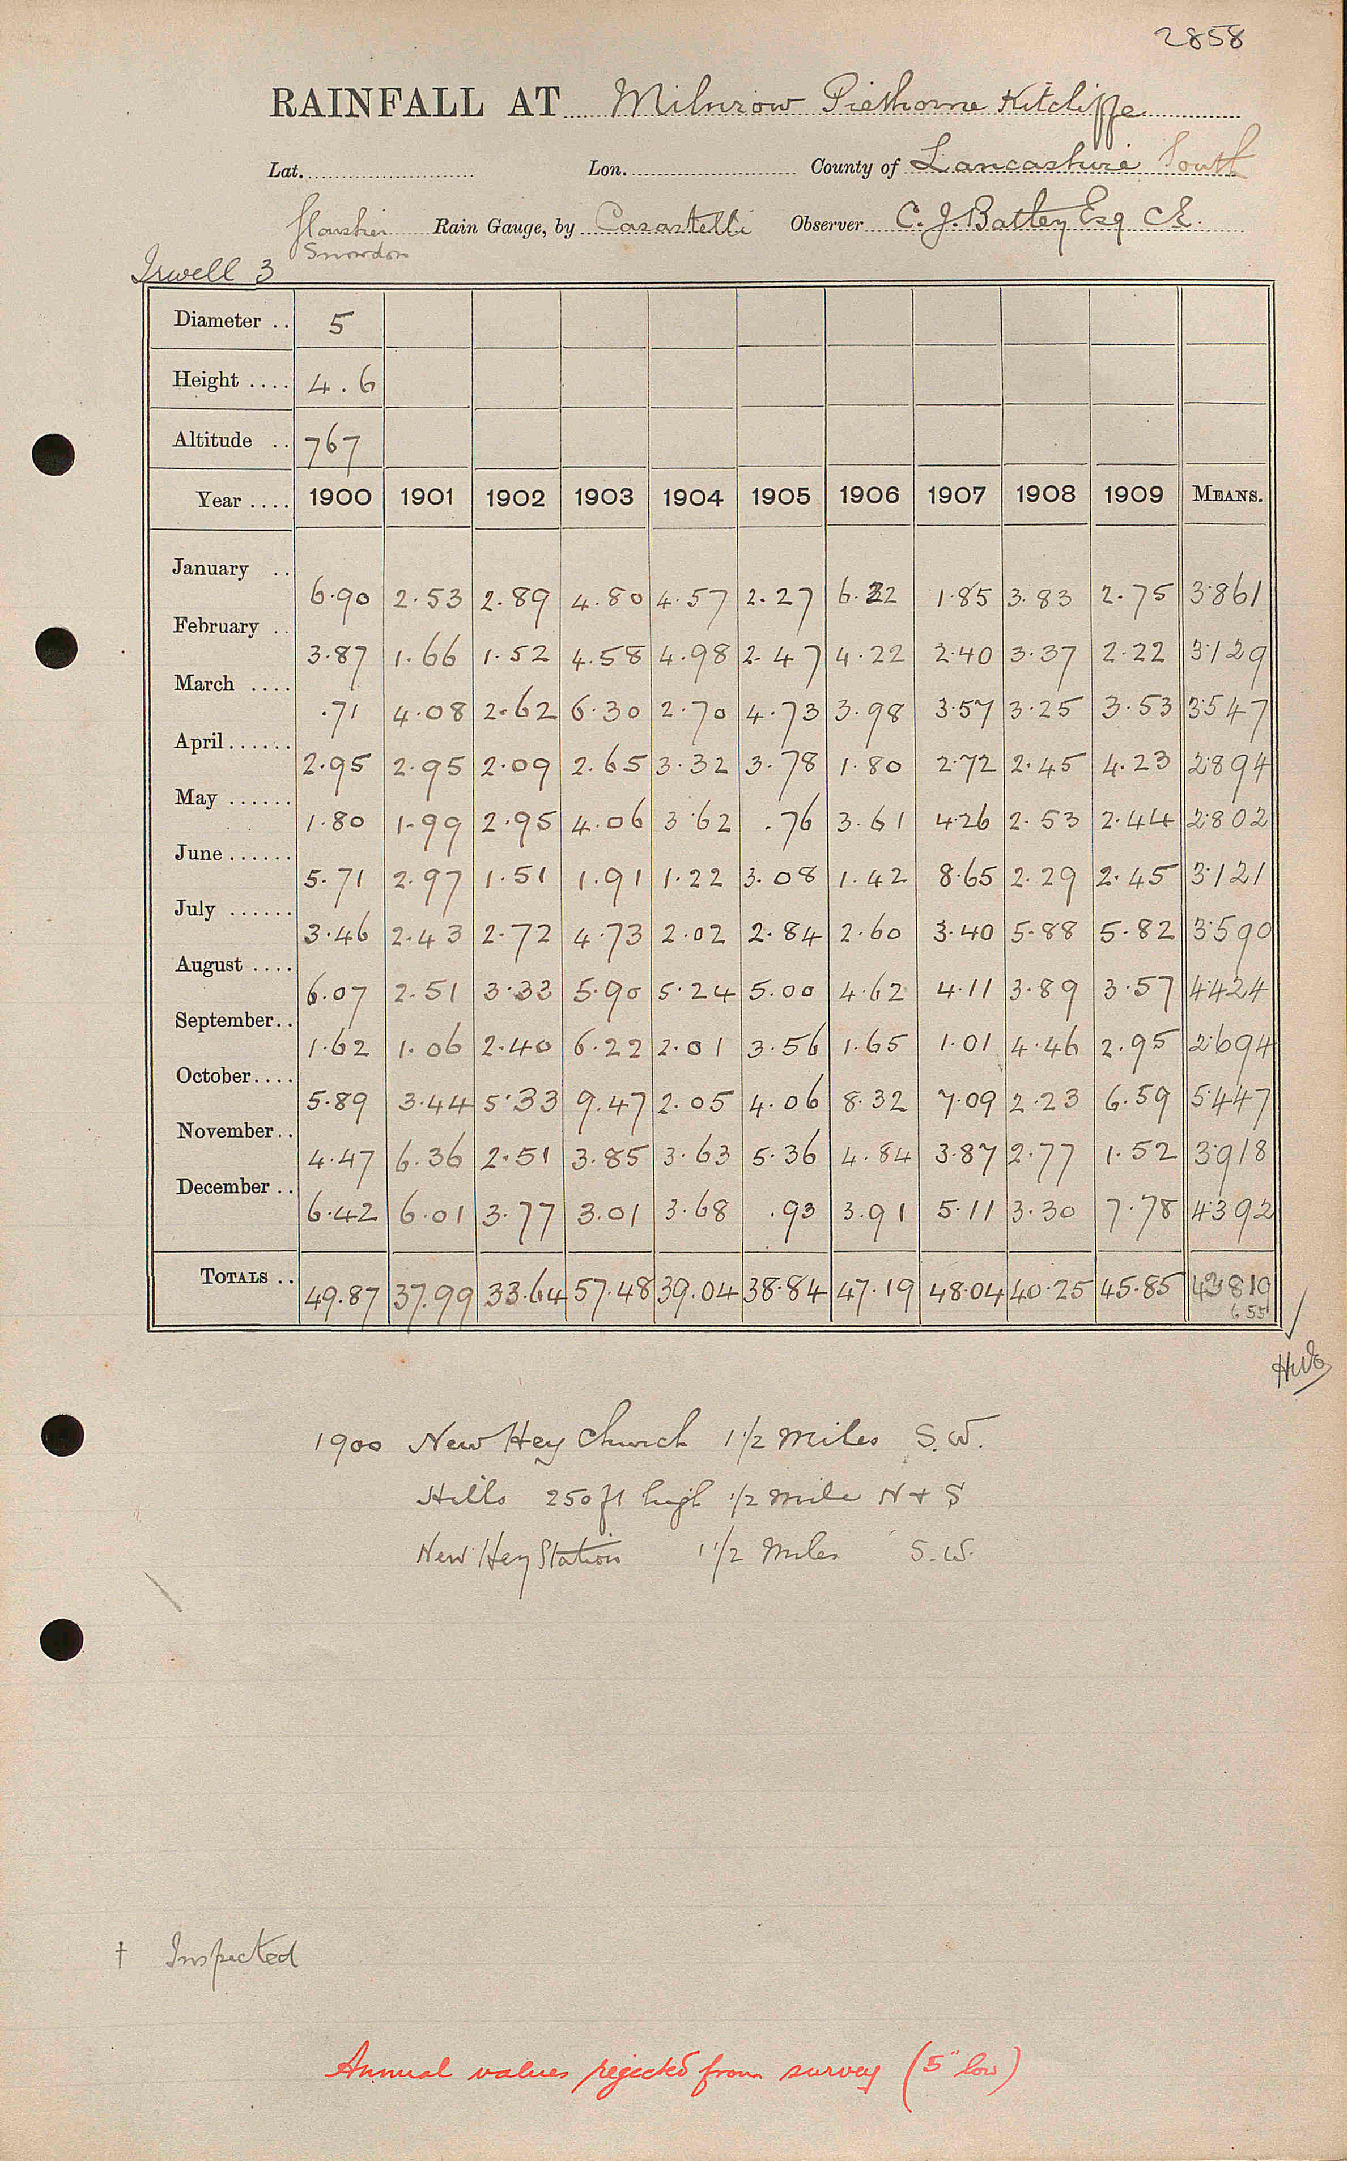 2858
RAINFALL AT Milnrow Piethorne Kitcliffe
Lat. Lon. County of Lancashire South
Rain Gauge, by Casartelli Observer C. J. Batley Esq CE.
Snowdon
Irwell 3
Diameter .. 5
Height .... 4.6
Altitude .. 767
Year .... 1900 1901 1902 1903 1904 1905 1906 1907 1908 1909 MEANS.
January .. 6.90 2.53 2.89 4.80 4.57 2.27 6.22 1.85 3.83 2.75 3.861
February .. 3.87 1.66 1.52 4.58 4.98 2.47 4.22 2.40 3.37 2.22 3.129
March .... .71 4.08 2.62 6.30 2.70 4.73 3.98 3.57 3.25 3.53 3.547
April...... 2.95 2.95 2.09 2.65 3.32 3.78 1.80 2.72 2.45 4.23 2.894
May ...... 1.80 1.99 2.95 4.06 3.62 .76 3.61 4.26 2.53 2.44 2.802
June...... 5.71 2.97 1.51 1.91 1.22 3.08 1.42 8.65 2.29 2.45 3.121
July ...... 3.46 2.43 2.72 4.73 2.02 2.84 2.60 3.40 5.88 5.82 3.590
August .... 6.07 2.51 3.33 5.90 5.24 5.00 4.62 4.11 3.89 3.57 4.424
September.. 1.62 1.06 2.40 6.22 2.01 3.56 1.65 1.01 4.46 2.95 2.694
October.... 5.89 3.44 5.33 9.47 2.05 4.06 8.32 7.09 2.23 6.59 5.447
November.. 4.47 6.36 2.51 3.85 3.63 5.36 4.84 3.87 2.77 1.52 3.918
December .. 6.42 6.01 3.77 3.01 3.68 .93 3.91 5.11 3.30 7.78 4.392
TOTALS .. 49.87 37.99 33.64 57.48 39.04 38.84 47.19 48.04 40.25 45.85 43810
1900 New Hey Church 1 1/2 Miles S.W.
Hills 250 ft high 1/2 mile N + S
New Hey Station 1 1/2 Miles S.W.
† Inspected
Annual values rejected from survey (5" low)